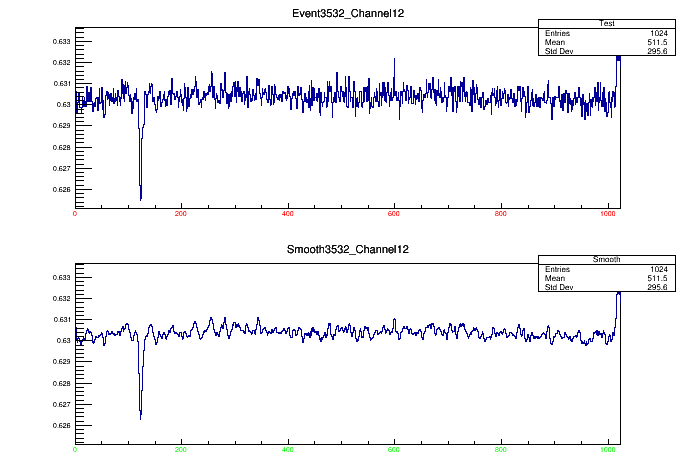 Event3532_Channel12
Test
Entries 1024
Mean 511.5
Std Dev 295.6
0.633
0.632
0.631
0.63
0.629
0.628
0.627
0.626
0 200 400 600 800 1000
Smooth3532_Channel12
Smooth
Entries 1024
Mean 511.5
Std Dev 295.6
0.633
0.632
0.631
0.63
0.629
0.628
0.627
0.626
0 200 400 600 800 1000